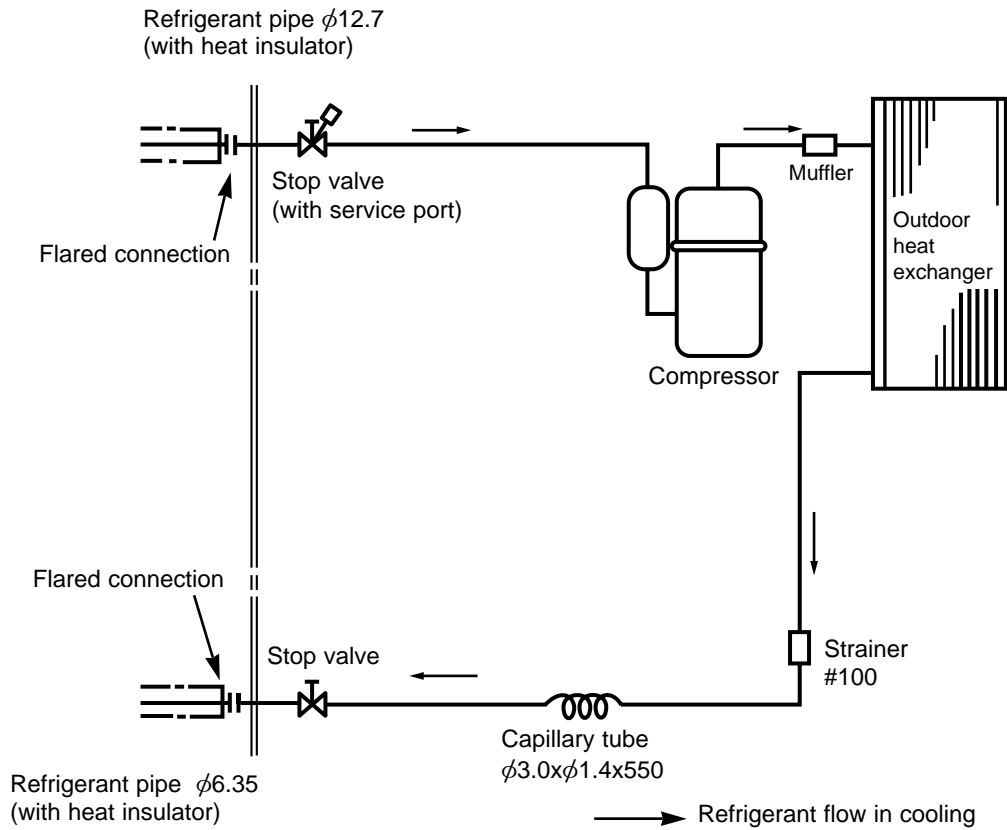 Refrigerant pipe ϕ12.7
(with heat insulator)
Stop valve
(with service port)
Flared connection
Muffler
Outdoor
heat
exchanger
Compressor
Flared connection
Stop valve
Strainer
#100
Capillary tube
ϕ3.0xϕ1.4x550
Refrigerant pipe ϕ6.35
(with heat insulator)
Refrigerant flow in cooling